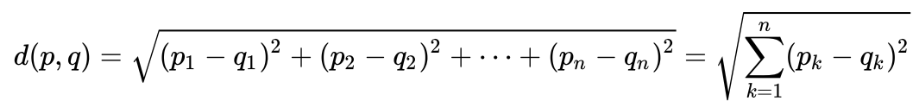 d(p, q) = √((p₁ − q₁)² + (p₂ − q₂)² + ⋯ + (pₙ − qₙ)²) = √(∑ₖ₌₁ⁿ (pₖ − qₖ)²)